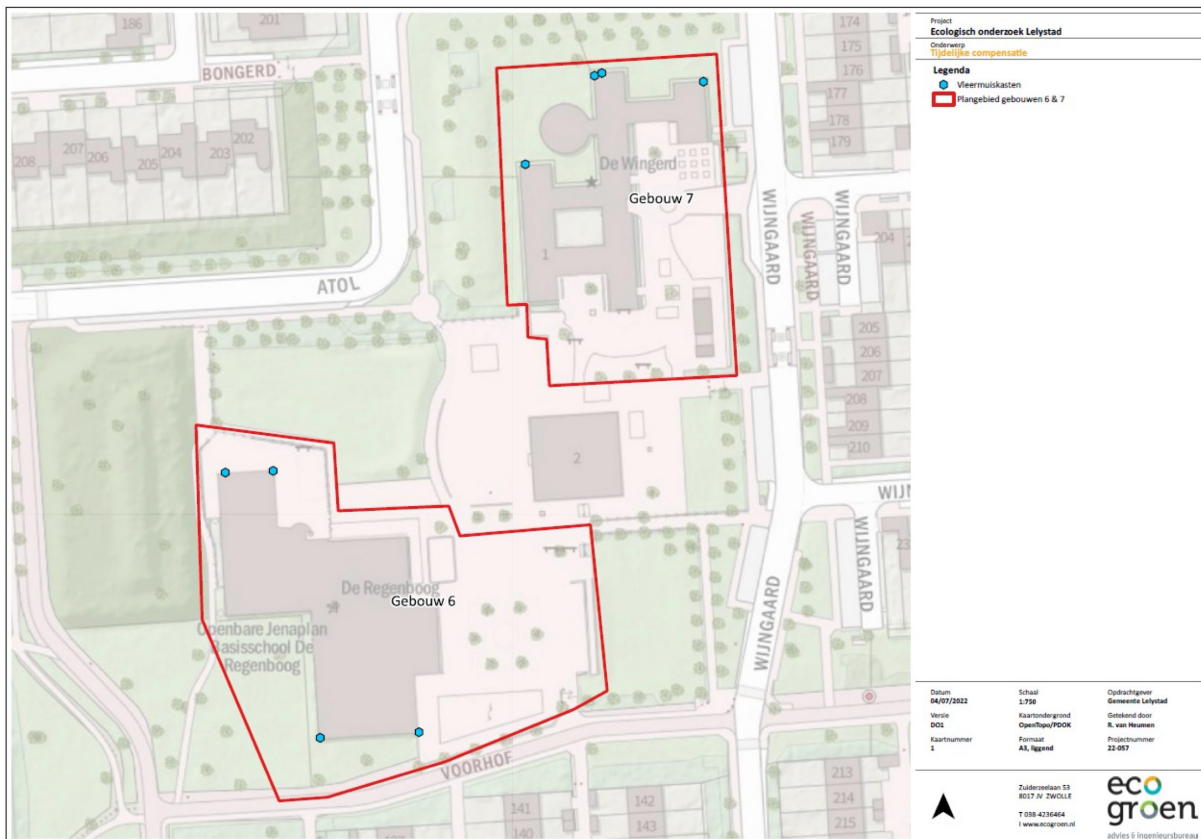 186
201
BONGERD
208
207
206
205
204
203
202
ATOL
De Wingerd
Gebouw 7
1
2
174
175
176
177
178
179
WIJNGAARD
WIJNGAARD
WIJNGAARD
204
205
206
207
208
209
210
WIJNGAARD
WIJNGAARD
De Regenboog
Gebouw 6
Openbare Jenaplan
Basisschool De
Regenboog
VOORHOF
141
140
142
143
213
214
215
Project
Ecologisch onderzoek Lelystad
Onderwerp
Tijdelijke compensatie
Legenda
Vleermuiskasten
Plangebied gebouwen 6 & 7
Datum
04/07/2022
Schaal
1:750
Opdrachtgever
Gemeente Lelystad
Versie
DO1
Kaartondergrond
OpenTopo/PDOK
Getekend door
R. van Heumen
Kaartnummer
1
Formaat
A3, liggend
Projectnummer
22-057
Zuiderzeelaan 53
8017 JV ZWOLLE
T 038-4236464
I www.ecogroen.nl
eco
groen
advies & ingenieursbureau